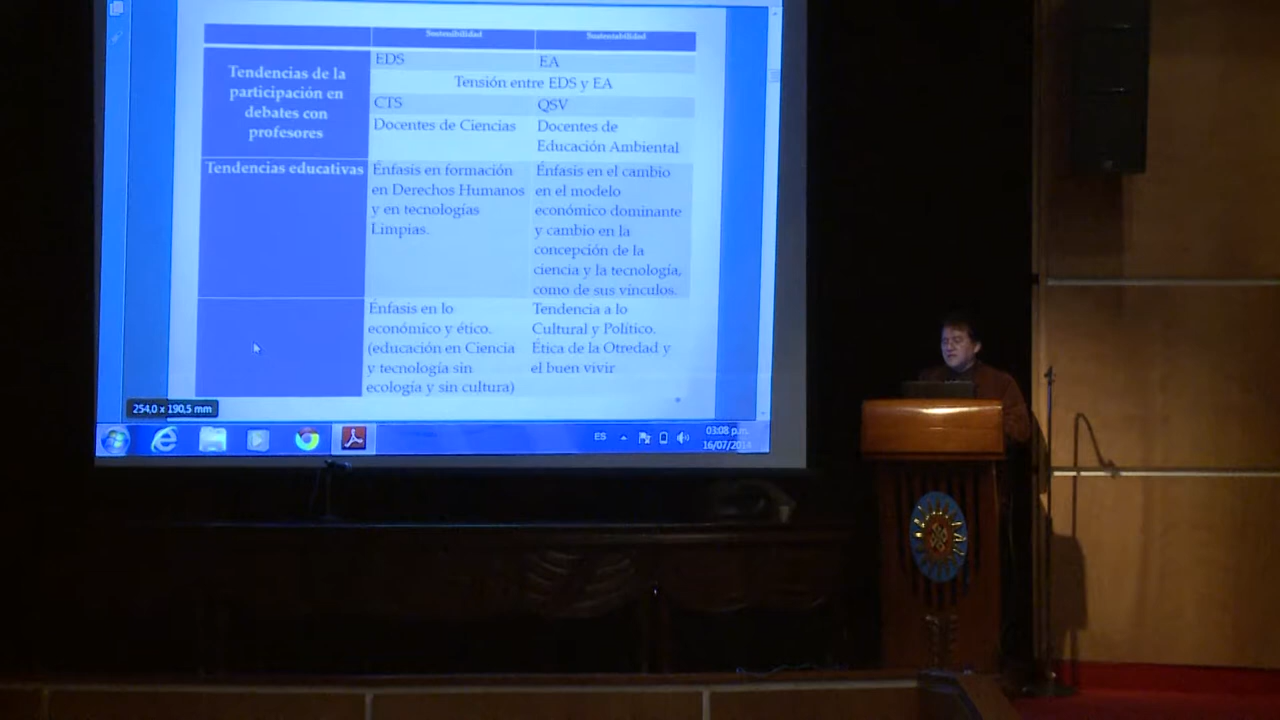 Sostenibilidad
Sustentabilidad
Tendencias de la
participación en
debates con
profesores
EDS
EA
Tensión entre EDS y EA
CTS
QSV
Docentes de Ciencias
Docentes de
Educación Ambiental
Tendencias educativas
Énfasis en formación
en Derechos Humanos
y en tecnologías
Limpias.
Énfasis en el cambio
en el modelo
económico dominante
y cambio en la
concepción de la
ciencia y la tecnología,
como de sus vínculos.
Énfasis en lo
económico y ético.
(educación en Ciencia
y tecnología sin
ecología y sin cultura)
Tendencia a lo
Cultural y Político.
Ética de la Otredad y
el buen vivir
254,0 x 190,5 mm
ES
03:08 p.m.
16/07/2014